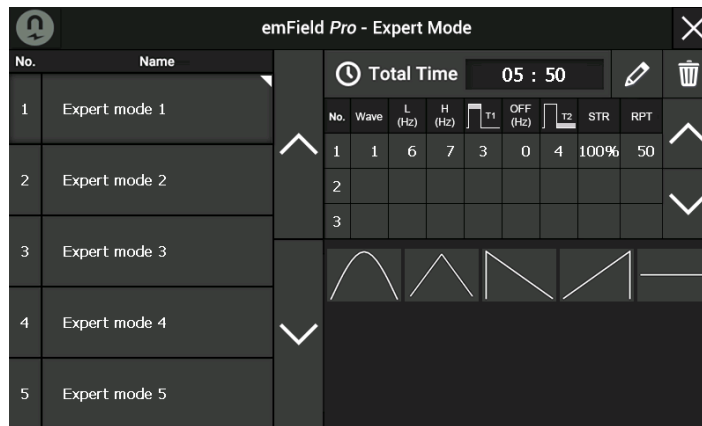 emField Pro - Expert Mode
No. Name
1 Expert mode 1
2 Expert mode 2
3 Expert mode 3
4 Expert mode 4
5 Expert mode 5
Total Time 05 : 50
No. Wave L (Hz) H (Hz) T1 OFF (Hz) T2 STR RPT
1 1 6 7 3 0 4 100% 50
2
3